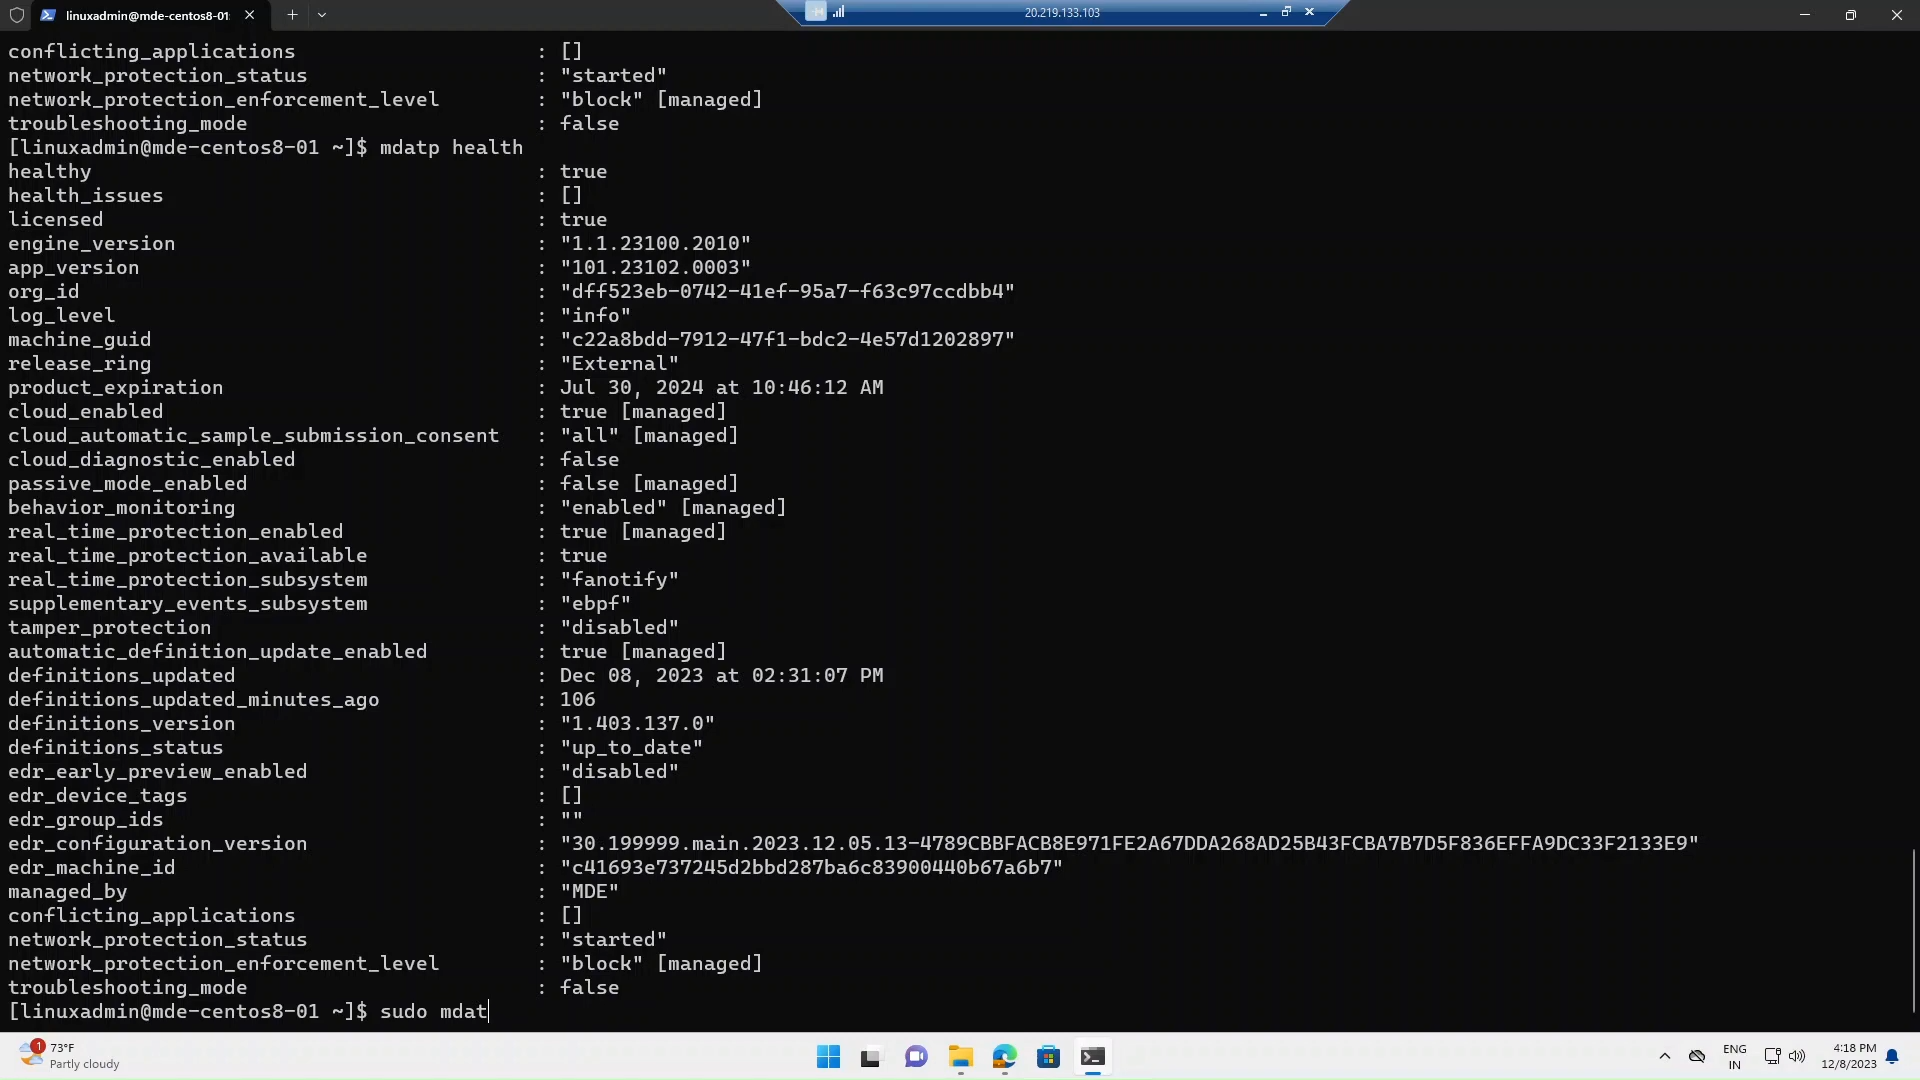 linuxadmin@mde-centos8-01:
20.219.133.103
conflicting_applications : []
network_protection_status : "started"
network_protection_enforcement_level : "block" [managed]
troubleshooting_mode : false
[linuxadmin@mde-centos8-01 ~]$ mdatp health
healthy : true
health_issues : []
licensed : true
engine_version : "1.1.23100.2010"
app_version : "101.23102.0003"
org_id : "dff523eb-0742-41ef-95a7-f63c97ccdbb4"
log_level : "info"
machine_guid : "c22a8bdd-7912-47f1-bdc2-4e57d1202897"
release_ring : "External"
product_expiration : Jul 30, 2024 at 10:46:12 AM
cloud_enabled : true [managed]
cloud_automatic_sample_submission_consent : "all" [managed]
cloud_diagnostic_enabled : false
passive_mode_enabled : false [managed]
behavior_monitoring : "enabled" [managed]
real_time_protection_enabled : true [managed]
real_time_protection_available : true
real_time_protection_subsystem : "fanotify"
supplementary_events_subsystem : "ebpf"
tamper_protection : "disabled"
automatic_definition_update_enabled : true [managed]
definitions_updated : Dec 08, 2023 at 02:31:07 PM
definitions_updated_minutes_ago : 106
definitions_version : "1.403.137.0"
definitions_status : "up_to_date"
edr_early_preview_enabled : "disabled"
edr_device_tags : []
edr_group_ids : ""
edr_configuration_version : "30.199999.main.2023.12.05.13-4789CBBFACB8E971FE2A67DDA268AD25B43FCBA7B7D5F836EFFA9DC33F2133E9"
edr_machine_id : "c41693e737245d2bbd287ba6c83900440b67a6b7"
managed_by : "MDE"
conflicting_applications : []
network_protection_status : "started"
network_protection_enforcement_level : "block" [managed]
troubleshooting_mode : false
[linuxadmin@mde-centos8-01 ~]$ sudo mdat
1
73°F
Partly cloudy
ENG
IN
4:18 PM
12/8/2023